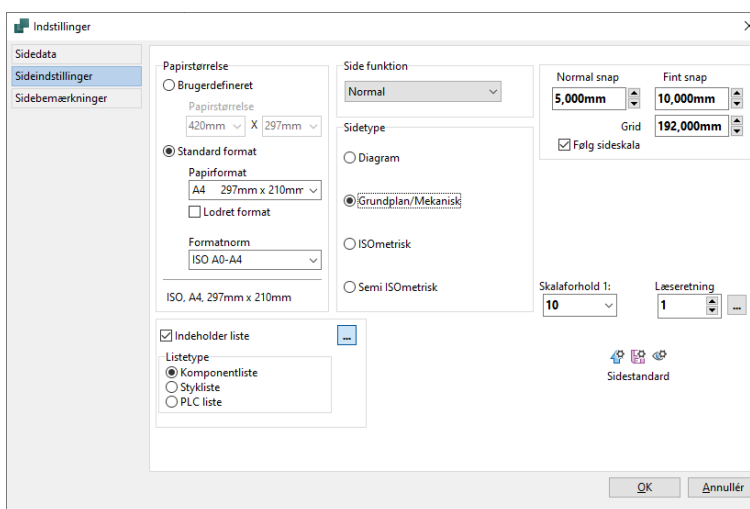 Indstillinger
Sidedata
Sideindstillinger
Sidebemærkninger
Papirstørrelse
Brugerdefineret
Papirstørrelse
420mm X 297mm
Standard format
Papirformat
A4 297mm x 210mm
Lodret format
Formatnorm
ISO A0-A4
ISO, A4, 297mm x 210mm
Side funktion
Normal
Sidetype
Diagram
Grundplan/Mekanisk
ISOmetrisk
Semi ISOmetrisk
Normal snap Fint snap
5,000mm 10,000mm
Grid 192,000mm
Følg sideskala
Skalaforhold 1: Læseretning
10 1 ...
Indeholder liste ...
Listetype
Komponentliste
Stykliste
PLC liste
Sidestandard
OK Annullér